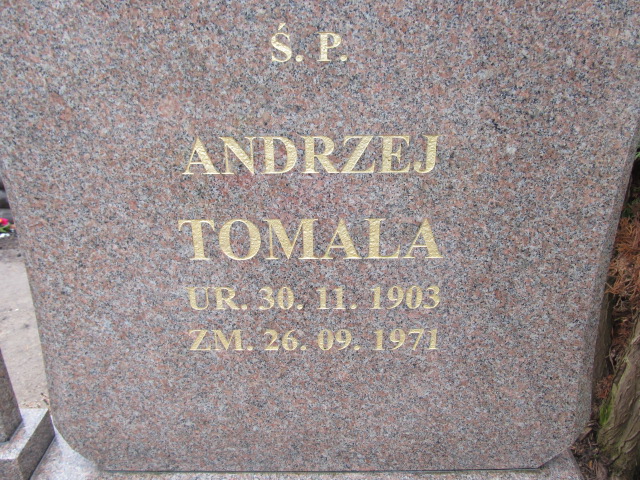 Ś. P.
ANDRZEJ
TOMALA
UR. 30. 11. 1903
ZM. 26. 09. 1971